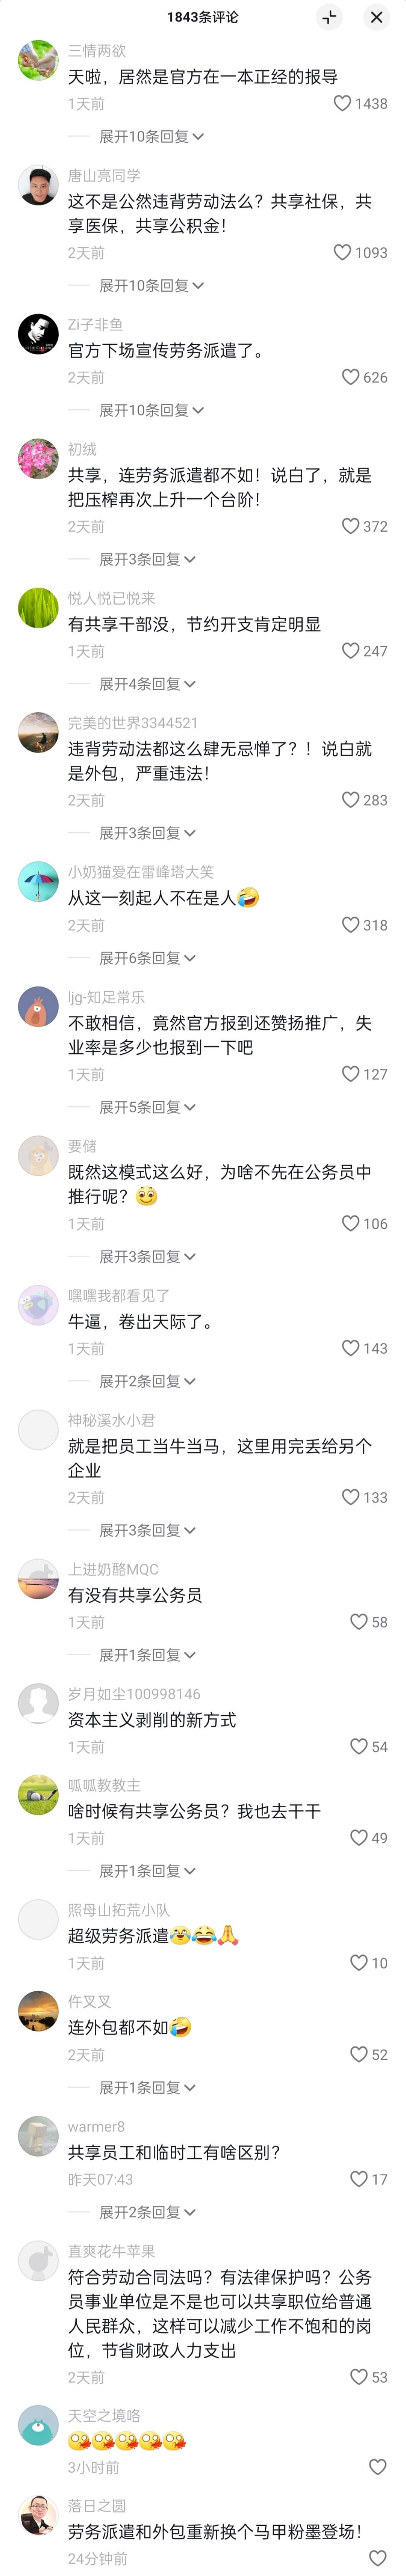 1843条评论
三情两欲
天啦，居然是官方在一本正经的报导
1天前
1438
展开10条回复
唐山亮同学
这不是公然违背劳动法么？共享社保，共
享医保，共享公积金！
2天前
1093
展开10条回复
Zi子非鱼
官方下场宣传劳务派遣了。
2天前
626
展开10条回复
初绒
共享，连劳务派遣都不如！说白了，就是
把压榨再次上升一个台阶！
2天前
372
展开3条回复
悦人悦已悦来
有共享干部没，节约开支肯定明显
1天前
247
展开4条回复
完美的世界3344521
违背劳动法都这么肆无忌惮了？！说白就
是外包，严重违法！
2天前
283
展开3条回复
小奶猫爱在雷峰塔大笑
从这一刻起人不在是人🤣
2天前
318
展开6条回复
ljg-知足常乐
不敢相信，竟然官方报到还赞扬推广，失
业率是多少也报到一下吧
1天前
127
展开5条回复
要储
既然这模式这么好，为啥不先在公务员中
推行呢？🙂
1天前
106
展开3条回复
嘿嘿我都看见了
牛逼，卷出天际了。
1天前
143
展开2条回复
神秘溪水小君
就是把员工当牛当马，这里用完丢给另个
企业
2天前
133
展开3条回复
上进奶酪MQC
有没有共享公务员
1天前
58
展开1条回复
岁月如尘100998146
资本主义剥削的新方式
1天前
54
呱呱教教主
啥时候有共享公务员？我也去干干
1天前
49
展开1条回复
照母山拓荒小队
超级劳务派遣😂😂🙏
1天前
10
仵叉叉
连外包都不如🤣
2天前
52
展开1条回复
warmer8
共享员工和临时工有啥区别？
昨天07:43
17
展开2条回复
直爽花牛苹果
符合劳动合同法吗？有法律保护吗？公务
员事业单位是不是也可以共享职位给普通
人民群众，这样可以减少工作不饱和的岗
位，节省财政人力支出
2天前
53
天空之境咯
3小时前
落日之圆
劳务派遣和外包重新换个马甲粉墨登场！
24分钟前